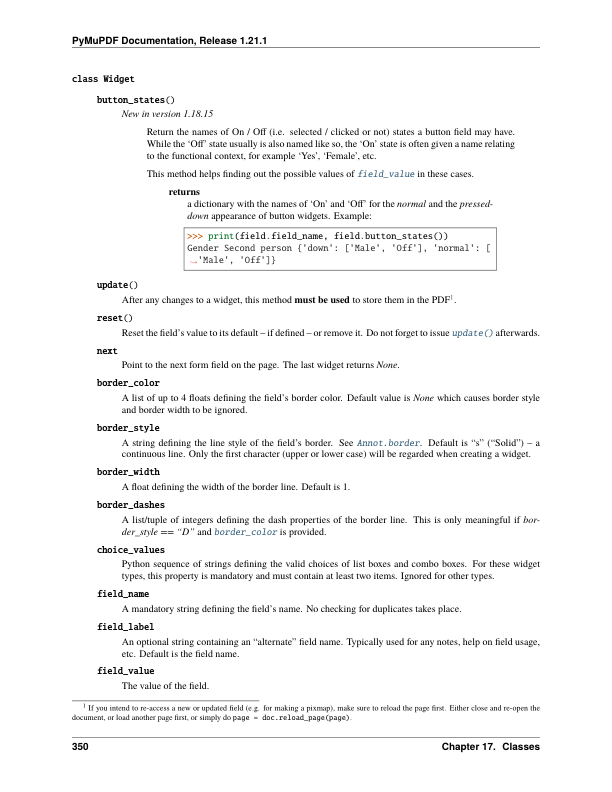 PyMuPDF Documentation, Release 1.21.1
class Widget
button_states()
New in version 1.18.15
Return the names of On / Off (i.e. selected / clicked or not) states a button field may have.
While the ‘Off’ state usually is also named like so, the ‘On’ state is often given a name relating
to the functional context, for example ‘Yes’, ‘Female’, etc.
This method helps finding out the possible values of field_value in these cases.
returns
a dictionary with the names of ‘On’ and ‘Off’ for the normal and the pressed-
down appearance of button widgets. Example:
>>> print(field.field_name, field.button_states())
Gender Second person {'down': ['Male', 'Off'], 'normal': [
→'Male', 'Off']}
update()
After any changes to a widget, this method must be used to store them in the PDF¹.
reset()
Reset the field’s value to its default – if defined – or remove it. Do not forget to issue update() afterwards.
next
Point to the next form field on the page. The last widget returns None.
border_color
A list of up to 4 floats defining the field’s border color. Default value is None which causes border style
and border width to be ignored.
border_style
A string defining the line style of the field’s border. See Annot.border. Default is “s” (“Solid”) – a
continuous line. Only the first character (upper or lower case) will be regarded when creating a widget.
border_width
A float defining the width of the border line. Default is 1.
border_dashes
A list/tuple of integers defining the dash properties of the border line. This is only meaningful if bor-
der_style == “D” and border_color is provided.
choice_values
Python sequence of strings defining the valid choices of list boxes and combo boxes. For these widget
types, this property is mandatory and must contain at least two items. Ignored for other types.
field_name
A mandatory string defining the field’s name. No checking for duplicates takes place.
field_label
An optional string containing an “alternate” field name. Typically used for any notes, help on field usage,
etc. Default is the field name.
field_value
The value of the field.
¹ If you intend to re-access a new or updated field (e.g. for making a pixmap), make sure to reload the page first. Either close and re-open the
document, or load another page first, or simply do page = doc.reload_page(page).
350 Chapter 17. Classes